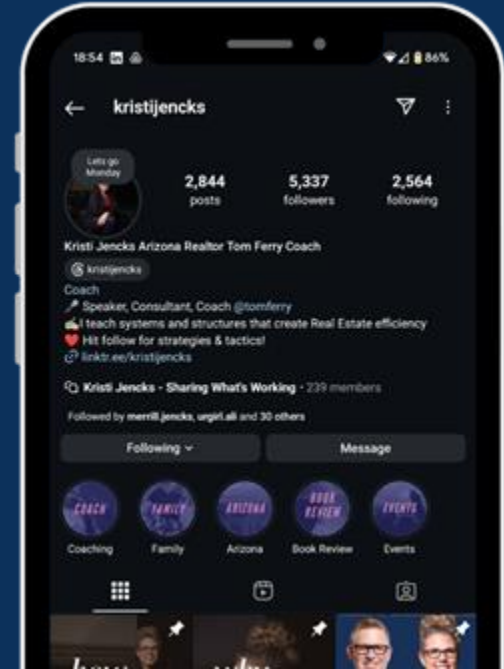 18:54 in 86%
kristijencks
Lets go
Monday
2,844 5,337 2,564
posts followers following
Kristi Jencks Arizona Realtor Tom Ferry Coach
kristijencks
Coach
🎤 Speaker, Consultant, Coach @tomferry
✍️I teach systems and structures that create Real Estate efficiency
❤️ Hit follow for strategies & tactics!
linktr.ee/kristijencks
Kristi Jencks - Sharing What's Working · 239 members
Followed by merrill.jencks, urgirl.ali and 30 others
Following Message
COACH FAMILY ARIZONA BOOK REVIEW EVENTS
Coaching Family Arizona Book Review Events